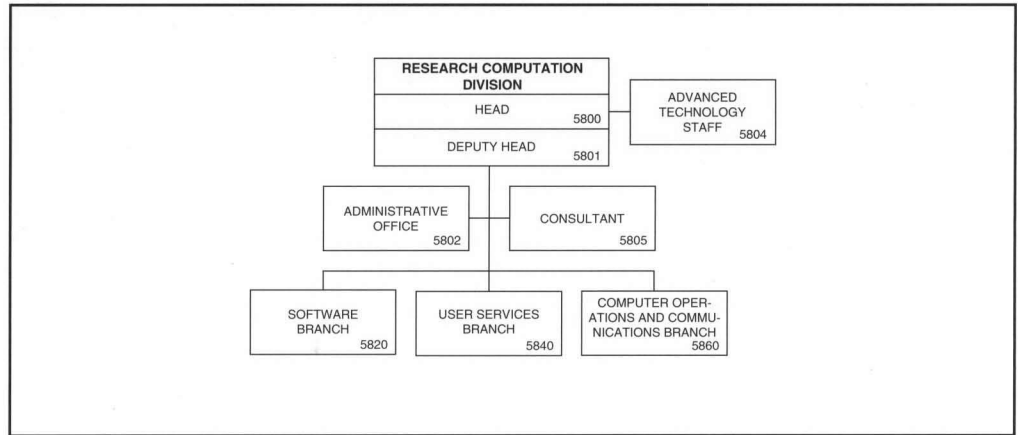 RESEARCH COMPUTATION
DIVISION
HEAD
5800
DEPUTY HEAD
5801
ADVANCED
TECHNOLOGY
STAFF
5804
ADMINISTRATIVE
OFFICE
5802
CONSULTANT
5805
SOFTWARE
BRANCH
5820
USER SERVICES
BRANCH
5840
COMPUTER OPER-
ATIONS AND COMMU-
NICATIONS BRANCH
5860